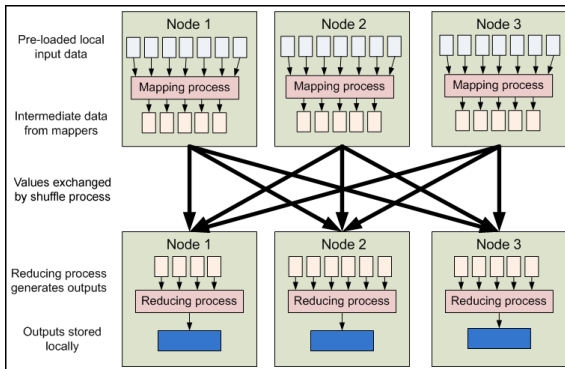 Node 1
Node 2
Node 3
Pre-loaded local
input data
Mapping process
Mapping process
Mapping process
Intermediate data
from mappers
Values exchanged
by shuffle process
Node 1
Node 2
Node 3
Reducing process
generates outputs
Reducing process
Reducing process
Reducing process
Outputs stored
locally